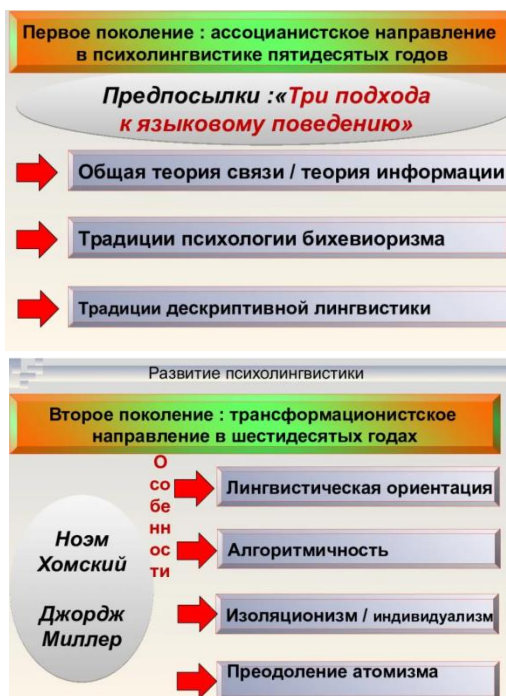 Первое поколение : ассоцианистское направление
в психолингвистике пятидесятых годов
Предпосылки :«Три подхода
к языковому поведению»
Общая теория связи / теория информации
Традиции психологии бихевиоризма
Традиции дескриптивной лингвистики
Развитие психолингвистики
Второе поколение : трансформационистское
направление в шестидесятых годах
О
со
бе
нн
ос
ти
Ноэм
Хомский
Джордж
Миллер
Лингвистическая ориентация
Алгоритмичность
Изоляционизм / индивидуализм
Преодоление атомизма